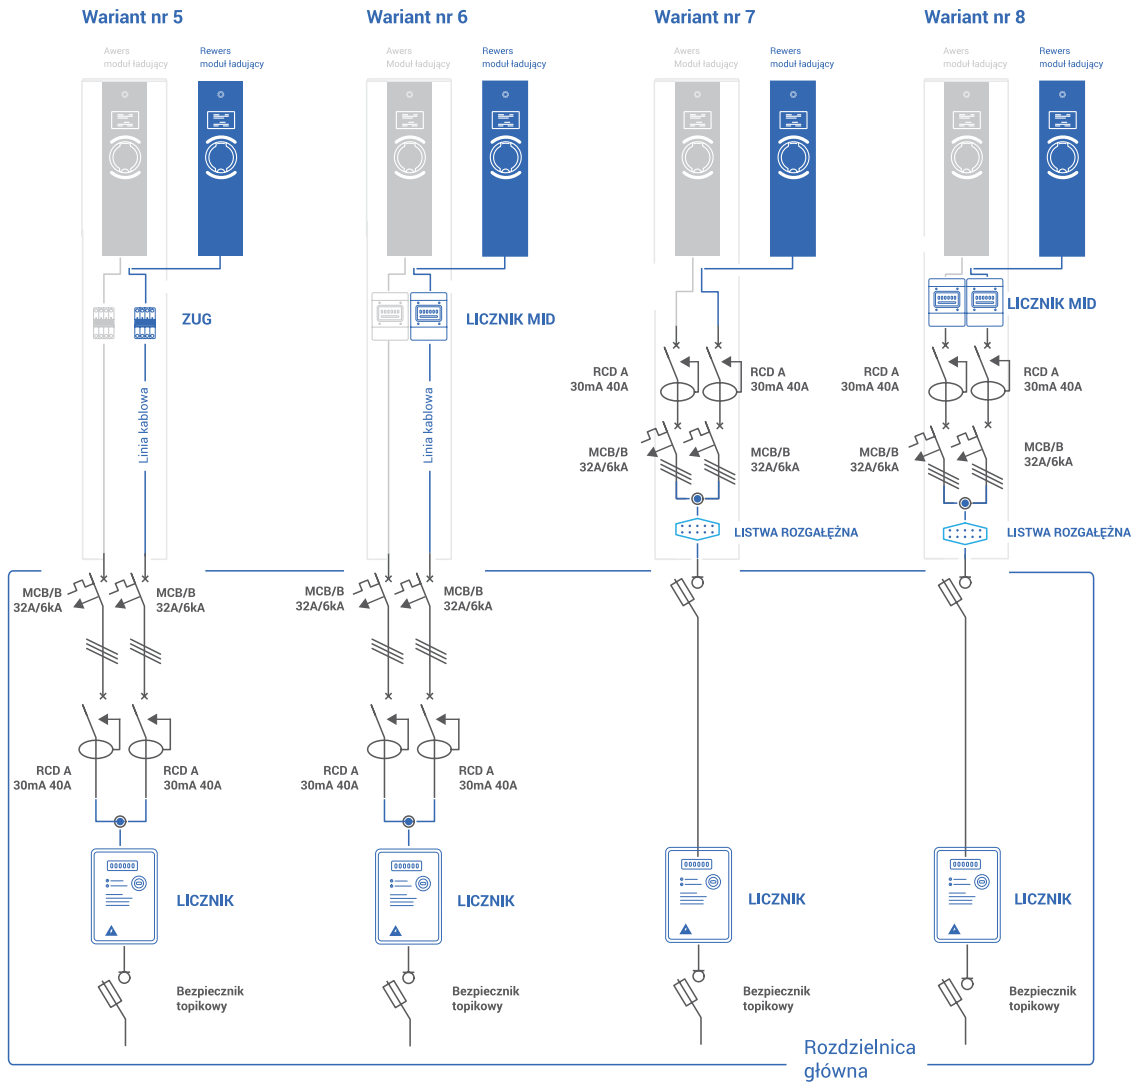 Wariant nr 5
Wariant nr 6
Wariant nr 7
Wariant nr 8
Awers
moduł ładujący
Rewers
moduł ładujący
Awers
Moduł ładujący
Rewers
moduł ładujący
Awers
Moduł ładujący
Rewers
moduł ładujący
Awers
moduł ładujący
Rewers
moduł ładujący
ZUG
LICZNIK MID
LICZNIK MID
Linia kablowa
Linia kablowa
RCD A
30mA 40A
RCD A
30mA 40A
RCD A
30mA 40A
RCD A
30mA 40A
MCB/B
32A/6kA
MCB/B
32A/6kA
MCB/B
32A/6kA
MCB/B
32A/6kA
LISTWA ROZGAŁĘŹNA
LISTWA ROZGAŁĘŹNA
MCB/B
32A/6kA
MCB/B
32A/6kA
MCB/B
32A/6kA
MCB/B
32A/6kA
RCD A
30mA 40A
RCD A
30mA 40A
RCD A
30mA 40A
RCD A
30mA 40A
000000
000000
000000
000000
LICZNIK
LICZNIK
LICZNIK
LICZNIK
Bezpiecznik
topikowy
Bezpiecznik
topikowy
Bezpiecznik
topikowy
Bezpiecznik
topikowy
Rozdzielnica
główna